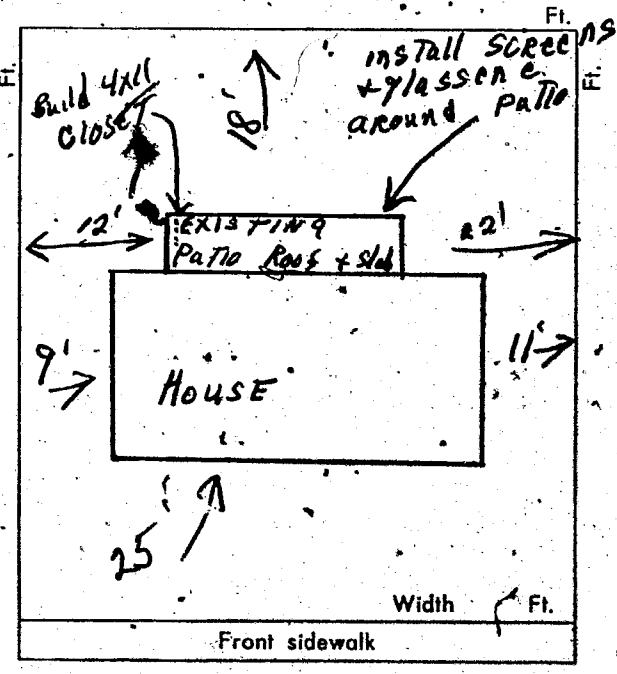 Ft.
Ft.
Ft.
install screens
+ glassene
around Patio
Build 4x11
Closet
18'
12'
22'
Existing
Patio Roof + Slab
9'
11'
House
25'
Width Ft.
Front sidewalk